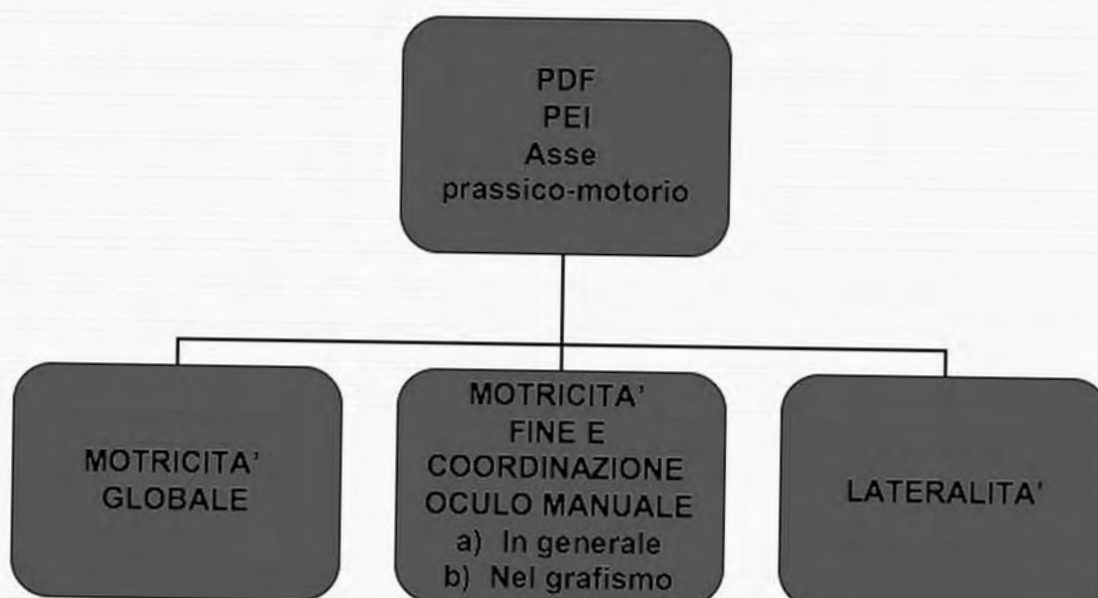 PDF
PEI
Asse
prassico-motorio
MOTRICITA'
GLOBALE
MOTRICITA'
FINE E
COORDINAZIONE
OCULO MANUALE
a) In generale
b) Nel grafismo
LATERALITA'